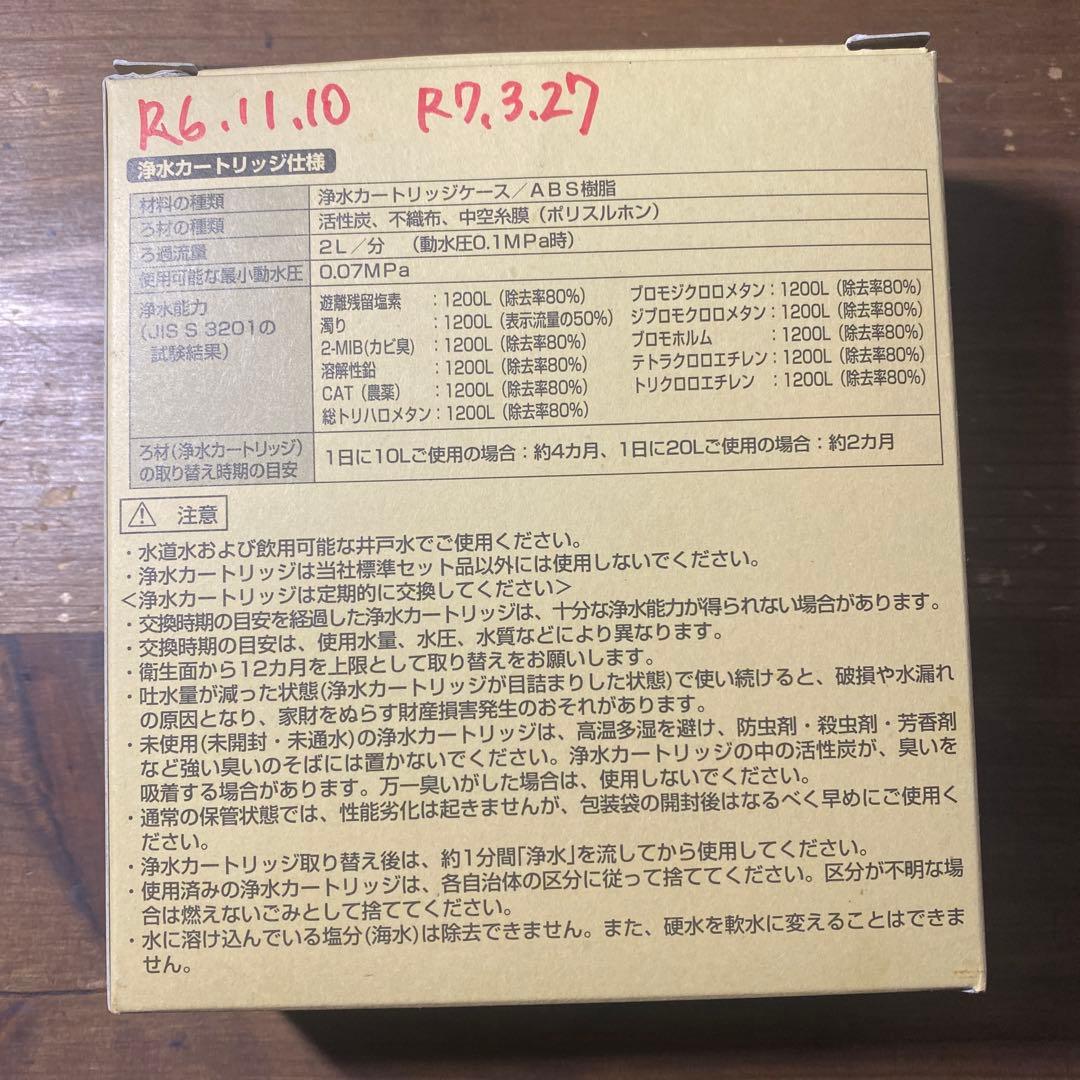 R6.11.10 R7.3.27
浄水カートリッジ仕様
材料の種類 浄水カートリッジケース／ABS樹脂
ろ材の種類 活性炭、不織布、中空糸膜（ポリスルホン）
ろ過流量 2L／分 （動水圧0.1MPa時）
使用可能な最小動水圧 0.07MPa
浄水能力
(JIS S 3201の
試験結果)
遊離残留塩素 ：1200L（除去率80%）
濁り ：1200L（表示流量の50%）
2-MIB(カビ臭) ：1200L（除去率80%）
溶解性鉛 ：1200L（除去率80%）
CAT（農薬） ：1200L（除去率80%）
総トリハロメタン：1200L（除去率80%）
ブロモジクロロメタン：1200L（除去率80%）
ジブロモクロロメタン：1200L（除去率80%）
ブロモホルム ：1200L（除去率80%）
テトラクロロエチレン：1200L（除去率80%）
トリクロロエチレン ：1200L（除去率80%）
ろ材(浄水カートリッジ)
の取り替え時期の目安
1日に10Lご使用の場合：約4カ月、1日に20Lご使用の場合：約2カ月
⚠ 注意
・水道水および飲用可能な井戸水でご使用ください。
・浄水カートリッジは当社標準セット品以外には使用しないでください。
＜浄水カートリッジは定期的に交換してください＞
・交換時期の目安を経過した浄水カートリッジは、十分な浄水能力が得られない場合があります。
・交換時期の目安は、使用水量、水圧、水質などにより異なります。
・衛生面から12カ月を上限として取り替えをお願いします。
・吐水量が減った状態(浄水カートリッジが目詰まりした状態)で使い続けると、破損や水漏れ
の原因となり、家財をぬらす財産損害発生のおそれがあります。
・未使用(未開封・未通水)の浄水カートリッジは、高温多湿を避け、防虫剤・殺虫剤・芳香剤
など強い臭いのそばには置かないでください。浄水カートリッジの中の活性炭が、臭いを
吸着する場合があります。万一臭いがした場合は、使用しないでください。
・通常の保管状態では、性能劣化は起きませんが、包装袋の開封後はなるべく早めにご使用く
ださい。
・浄水カートリッジ取り替え後は、約1分間「浄水」を流してから使用してください。
・使用済みの浄水カートリッジは、各自治体の区分に従って捨ててください。区分が不明な場
合は燃えないごみとして捨ててください。
・水に溶け込んでいる塩分(海水)は除去できません。また、硬水を軟水に変えることはできま
せん。